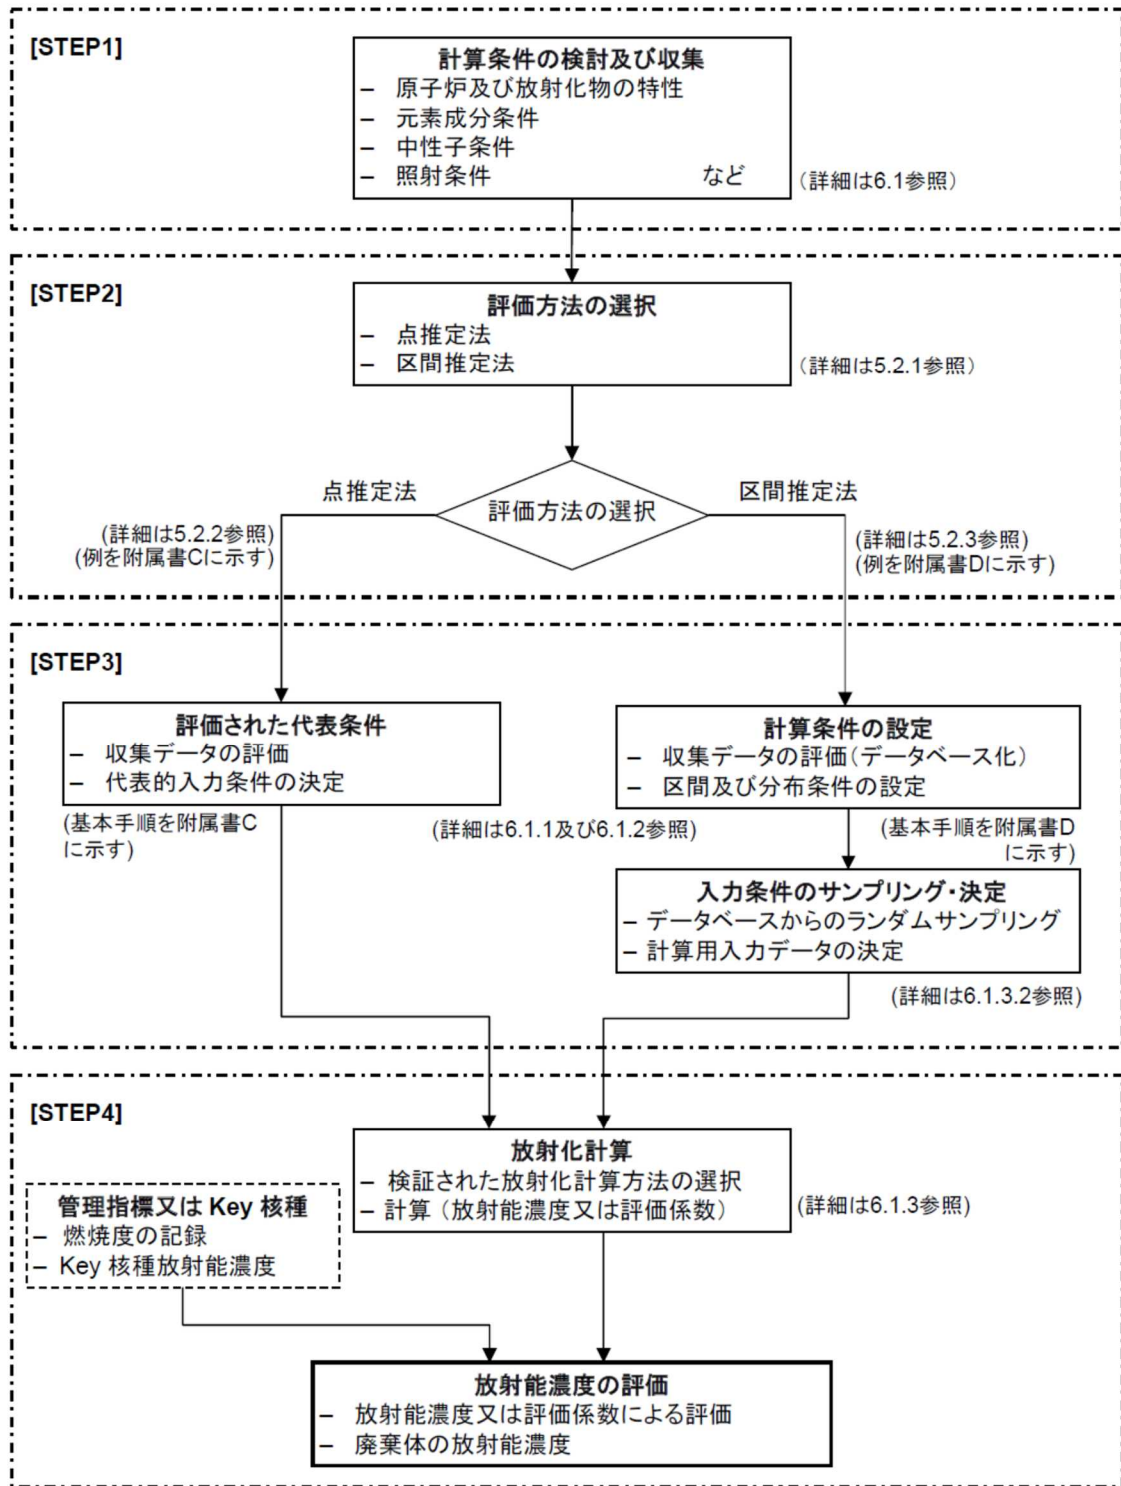 [STEP1]
計算条件の検討及び収集
– 原子炉及び放射化物の特性
– 元素成分条件
– 中性子条件
– 照射条件 など
(詳細は6.1参照)
[STEP2]
評価方法の選択
– 点推定法
– 区間推定法
(詳細は5.2.1参照)
点推定法
評価方法の選択
区間推定法
(詳細は5.2.2参照)
(例を附属書Cに示す)
(詳細は5.2.3参照)
(例を附属書Dに示す)
[STEP3]
評価された代表条件
– 収集データの評価
– 代表的入力条件の決定
(基本手順を附属書C
に示す)
(詳細は6.1.1及び6.1.2参照)
計算条件の設定
– 収集データの評価(データベース化)
– 区間及び分布条件の設定
(基本手順を附属書D
に示す)
入力条件のサンプリング・決定
– データベースからのランダムサンプリング
– 計算用入力データの決定
(詳細は6.1.3.2参照)
[STEP4]
放射化計算
– 検証された放射化計算方法の選択
– 計算(放射能濃度又は評価係数)
(詳細は6.1.3参照)
管理指標又は Key 核種
– 燃焼度の記録
– Key 核種放射能濃度
放射能濃度の評価
– 放射能濃度又は評価係数による評価
– 廃棄体の放射能濃度